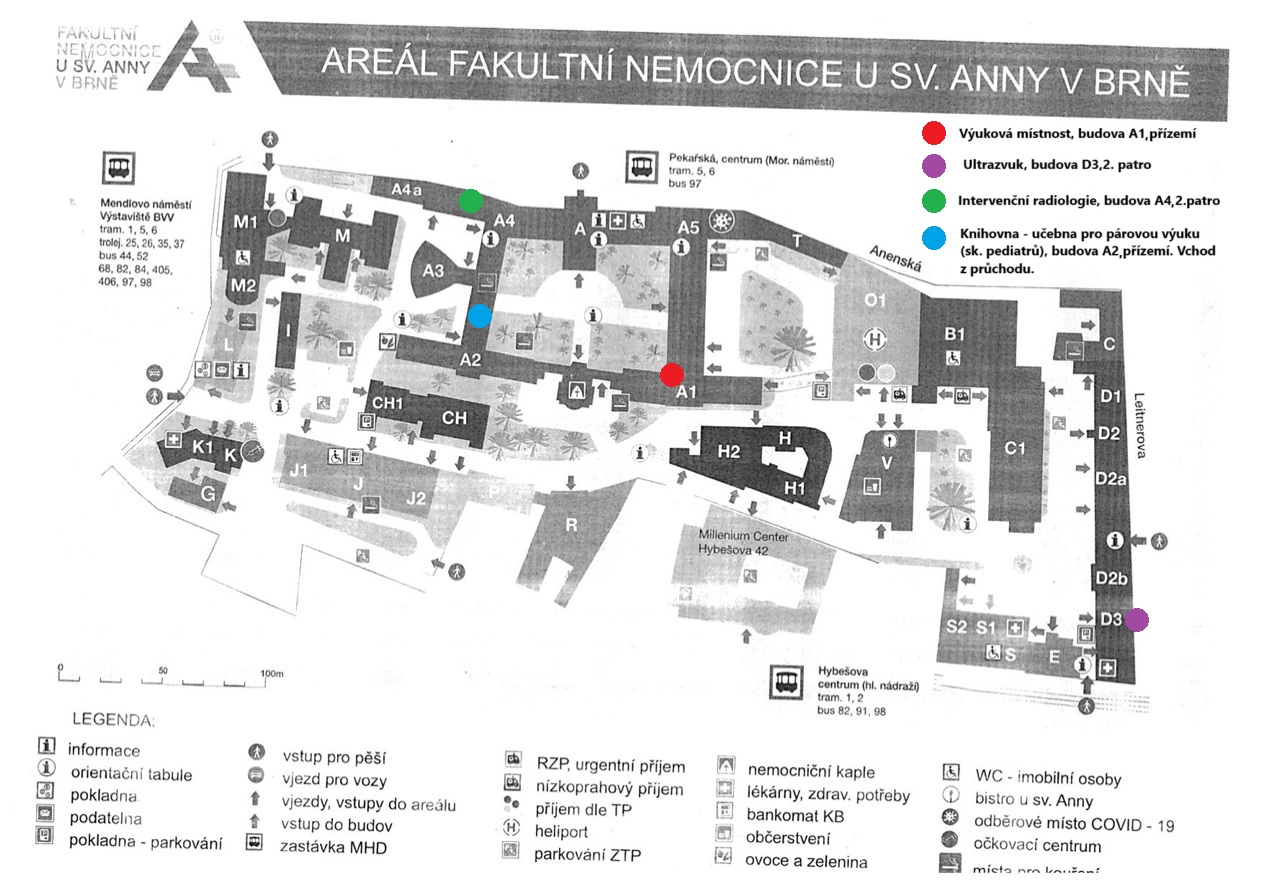 FAKULTNÍ
NEMOCNICE
U SV. ANNY
V BRNĚ
AREÁL FAKULTNÍ NEMOCNICE U SV. ANNY V BRNĚ
Výuková místnost, budova A1,přízemí
Ultrazvuk, budova D3,2. patro
Intervenční radiologie, budova A4,2.patro
Knihovna - učebna pro párovou výuku
(sk. pediatrů), budova A2,přízemí. Vchod
z průchodu.
Mendlovo náměstí
Výstaviště BVV
tram. 1, 5, 6
trolej. 25, 26, 35, 37
bus 44, 52
68, 82, 84, 405,
406, 97, 98
Pekařská, centrum (Mor. náměstí)
tram. 5, 6
bus 97
A4a
A4
A
A5
T
Anenská
M1
M
A3
M2
O1
H
I
L
B1
C
A2
A1
D1
Leitnerova
CH1
CH
D2
K1
K
H2
H
V
C1
G
J1
J
J2
P
H1
D2a
R
Millenium Center
Hybešova 42
D2b
D3
S2
S1
S
E
Hybešova
centrum (hl. nádraží)
tram. 1, 2
bus 82, 91, 98
0
50
100m
LEGENDA:
informace
orientační tabule
pokladna
podatelna
pokladna - parkování
vstup pro pěší
vjezd pro vozy
vjezdy, vstupy do areálu
vstup do budov
zastávka MHD
RZP, urgentní příjem
nízkoprahový příjem
příjem dle TP
heliport
parkování ZTP
nemocniční kaple
lékárny, zdrav. potřeby
bankomat KB
občerstvení
ovoce a zelenina
WC - imobilní osoby
bistro u sv. Anny
odběrové místo COVID - 19
očkovací centrum
místa pro kouření